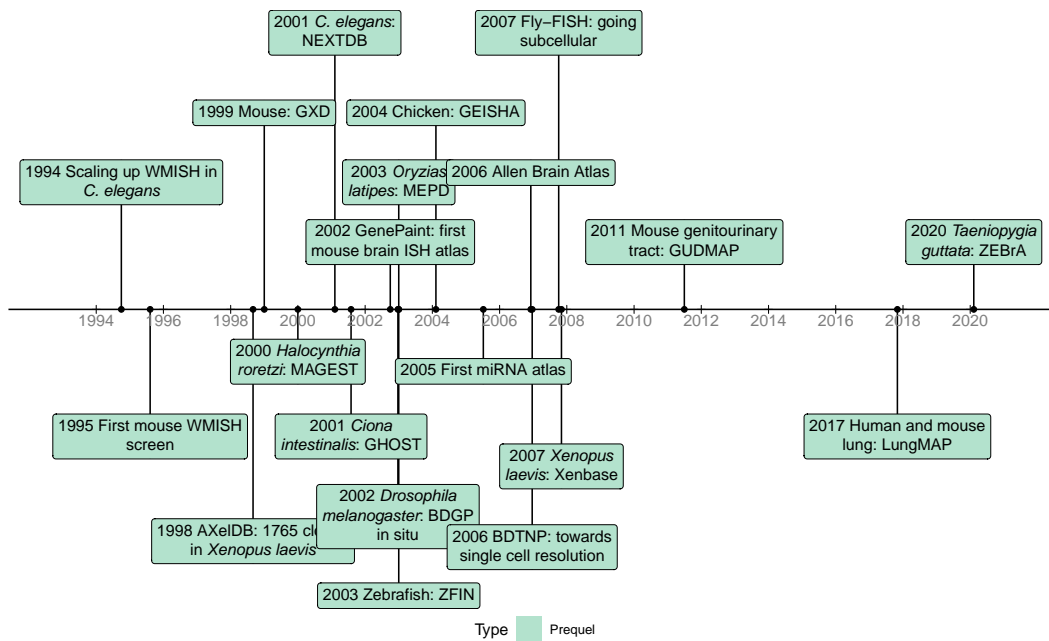 2001 C. elegans:
NEXTDB
2007 Fly−FISH: going
subcellular
1999 Mouse: GXD
2004 Chicken: GEISHA
1994 Scaling up WMISH in
C. elegans
2003 Oryzias
latipes: MEPD
2006 Allen Brain Atlas
2002 GenePaint: first
mouse brain ISH atlas
2011 Mouse genitourinary
tract: GUDMAP
2020 Taeniopygia
guttata: ZEBrA
1994 1996 1998 2000 2002 2004 2006 2008 2010 2012 2014 2016 2018 2020
2000 Halocynthia
roretzi: MAGEST
2005 First miRNA atlas
1995 First mouse WMISH
screen
2001 Ciona
intestinalis: GHOST
2017 Human and mouse
lung: LungMAP
2007 Xenopus
laevis: Xenbase
2002 Drosophila
melanogaster: BDGP
in situ
1998 AXelDB: 1765
in Xenopus laevis
2006 BDTNP: towards
single cell resolution
2003 Zebrafish: ZFIN
Type Prequel